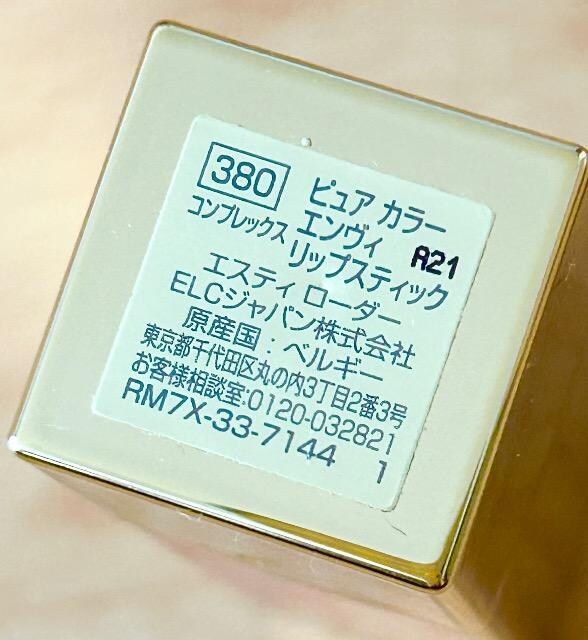 380 ピュア カラー
コンプレックス エンヴィ A21
リップスティック
エスティ ローダー
ELCジャパン株式会社
原産国:ベルギー
東京都千代田区丸の内3丁目2番3号
お客様相談室:0120-032821
RM7X-33-7144 1